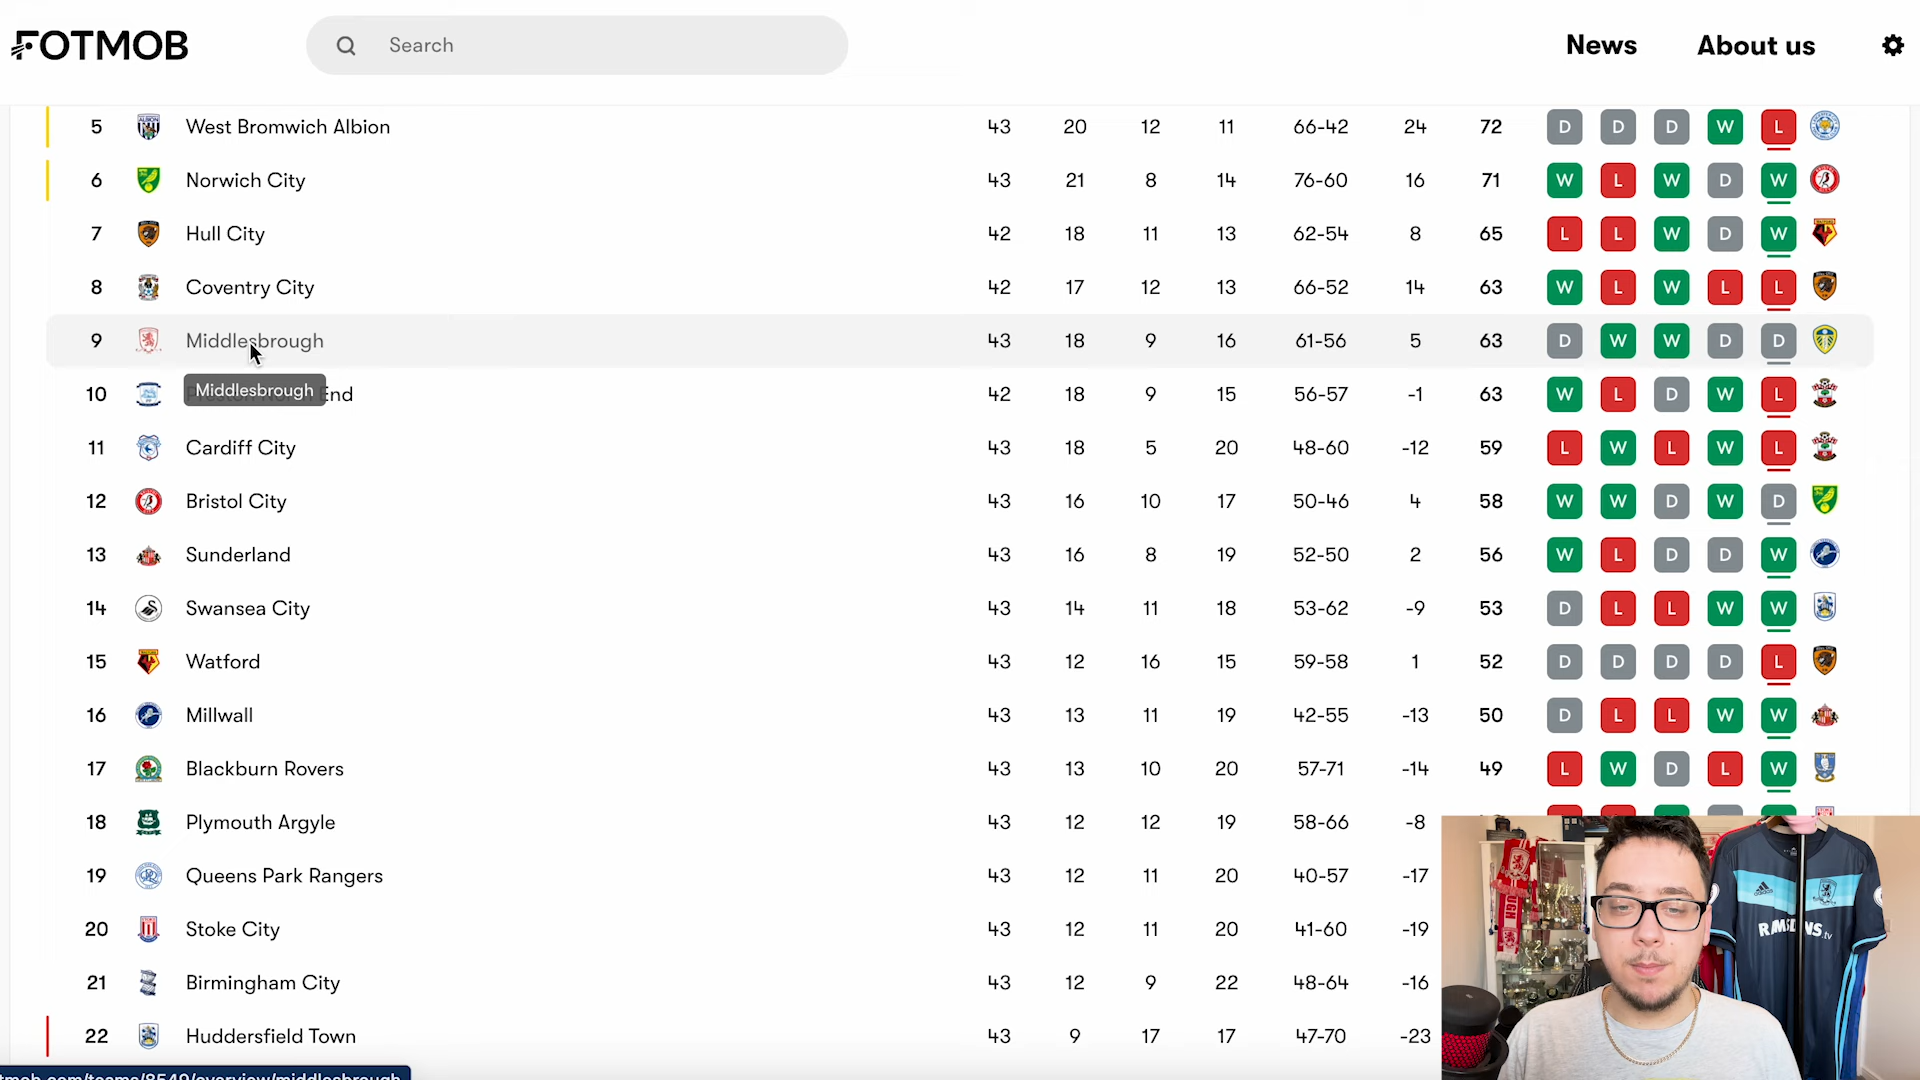 FOTMOB Search News About us
5 West Bromwich Albion 43 20 12 11 66-42 24 72 D D D W L
6 Norwich City 43 21 8 14 76-60 16 71 W L W D W
7 Hull City 42 18 11 13 62-54 8 65 L L W D W
8 Coventry City 42 17 12 13 66-52 14 63 W L W L L
9 Middlesbrough 43 18 9 16 61-56 5 63 D W W D D
10 Middlesbrough End 42 18 9 15 56-57 -1 63 W L D W L
11 Cardiff City 43 18 5 20 48-60 -12 59 L W L W L
12 Bristol City 43 16 10 17 50-46 4 58 W W D W D
13 Sunderland 43 16 8 19 52-50 2 56 W L D D W
14 Swansea City 43 14 11 18 53-62 -9 53 D L L W W
15 Watford 43 12 16 15 59-58 1 52 D D D D L
16 Millwall 43 13 11 19 42-55 -13 50 D L L W W
17 Blackburn Rovers 43 13 10 20 57-71 -14 49 L W D L W
18 Plymouth Argyle 43 12 12 19 58-66 -8
19 Queens Park Rangers 43 12 11 20 40-57 -17
20 Stoke City 43 12 11 20 41-60 -19
21 Birmingham City 43 12 9 22 48-64 -16
22 Huddersfield Town 43 9 17 17 47-70 -23
tmob.com/teams/8549/overview/middlesbrough